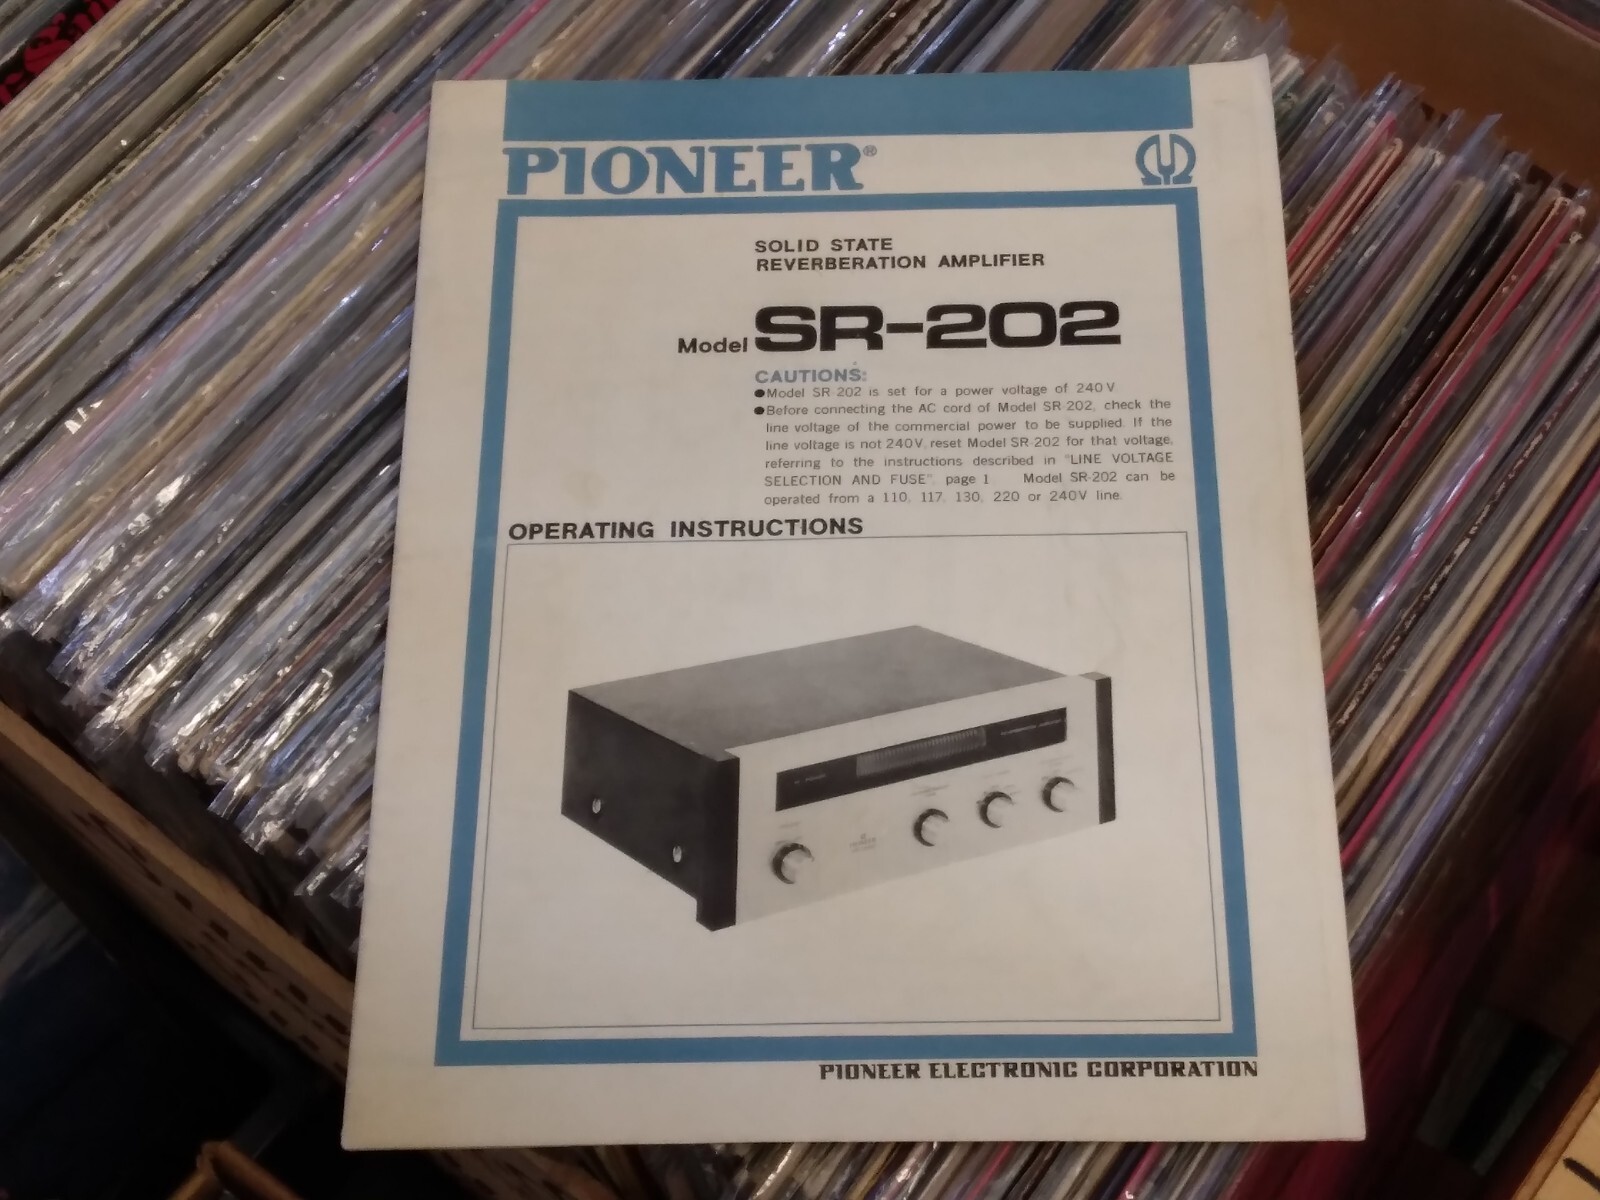 PIONEER®
SOLID STATE
REVERBERATION AMPLIFIER
Model SR-202
CAUTIONS:
●Model SR-202 is set for a power voltage of 240V
●Before connecting the AC cord of Model SR-202, check the
line voltage of the commercial power to be supplied. If the
line voltage is not 240V, reset Model SR-202 for that voltage,
referring to the instructions described in "LINE VOLTAGE
SELECTION AND FUSE", page 1 Model SR-202 can be
operated from a 110, 117, 130, 220 or 240V line.
OPERATING INSTRUCTIONS
PIONEER ELECTRONIC CORPORATION